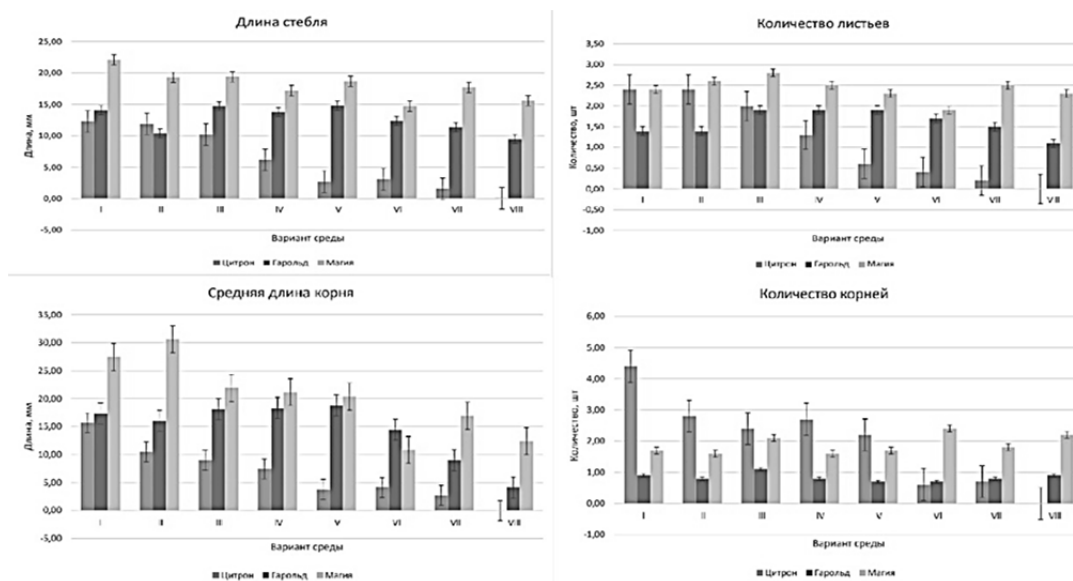 Длина стебля
25,00
20,00
15,00
10,00
5,00
0,00
-5,00
Длина, мм
I II III IV V VI VII VIII
Вариант среды
Цитрон Гарольд Магия
Количество листьев
3,50
3,00
2,50
2,00
1,50
1,00
0,50
0,00
-0,50
-1,00
Количество, шт
I II III IV V VI VII VIII
Вариант среды
Цитрон Гарольд Магия
Средняя длина корня
35,00
30,00
25,00
20,00
15,00
10,00
5,00
0,00
-5,00
Длина, мм
I II III IV V VI VII VIII
Вариант среды
Цитрон Гарольд Магия
Количество корней
6,00
5,00
4,00
3,00
2,00
1,00
0,00
-1,00
Количество, шт
I II III IV V VI VII VIII
Вариант среды
Цитрон Гарольд Магия